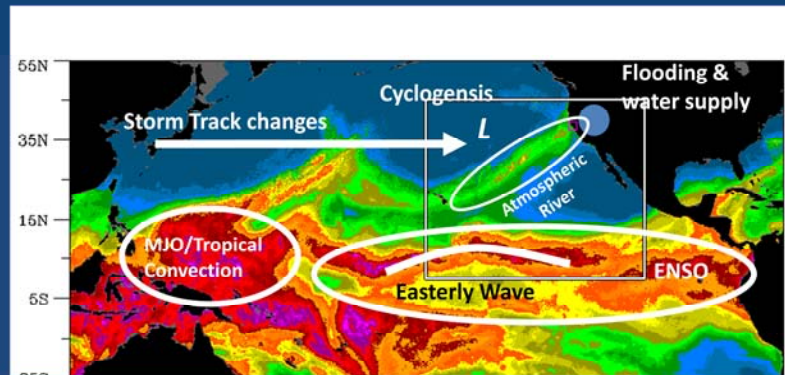 55N
Flooding &
water supply
Cyclogensis
Storm Track changes
L
35N
Atmospheric
River
15N
MJO/Tropical
Convection
ENSO
Easterly Wave
5S